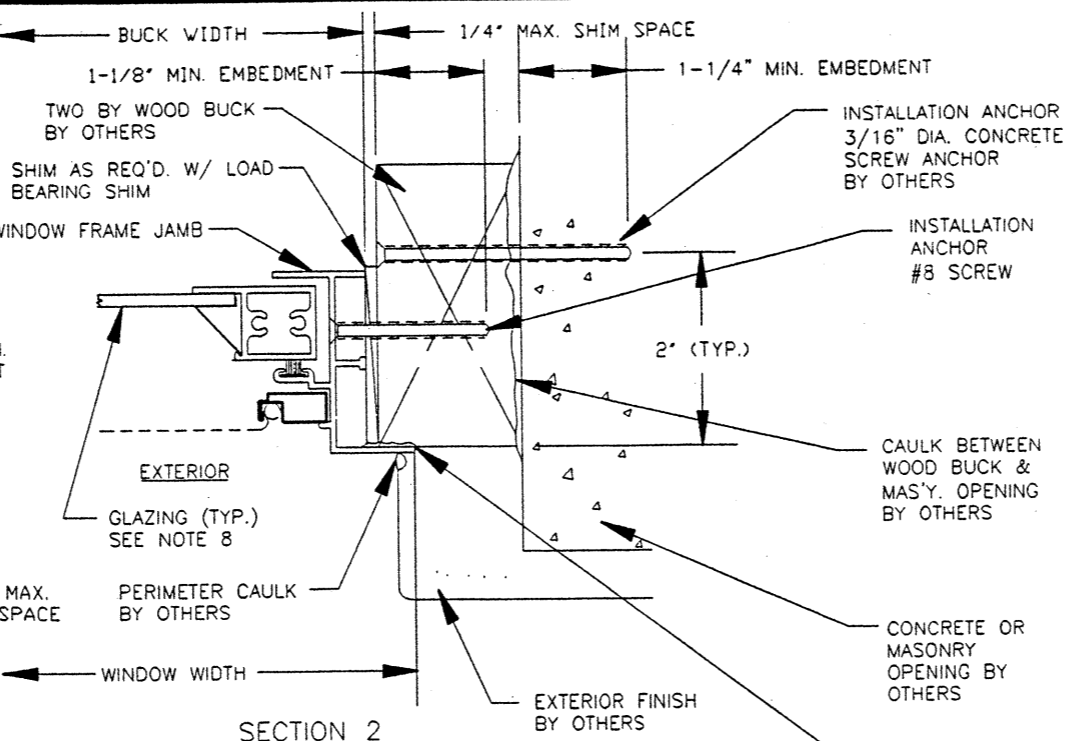 BUCK WIDTH
1/4" MAX. SHIM SPACE
1-1/8" MIN. EMBEDMENT
1-1/4" MIN. EMBEDMENT
TWO BY WOOD BUCK
BY OTHERS
INSTALLATION ANCHOR
3/16" DIA. CONCRETE
SCREW ANCHOR
BY OTHERS
SHIM AS REQ'D. W/ LOAD
BEARING SHIM
WINDOW FRAME JAMB
INSTALLATION
ANCHOR
#8 SCREW
2" (TYP.)
EXTERIOR
CAULK BETWEEN
WOOD BUCK &
MAS'Y. OPENING
BY OTHERS
GLAZING (TYP.)
SEE NOTE 8
MAX.
SPACE
PERIMETER CAULK
BY OTHERS
CONCRETE OR
MASONRY
OPENING BY
OTHERS
WINDOW WIDTH
EXTERIOR FINISH
BY OTHERS
SECTION 2